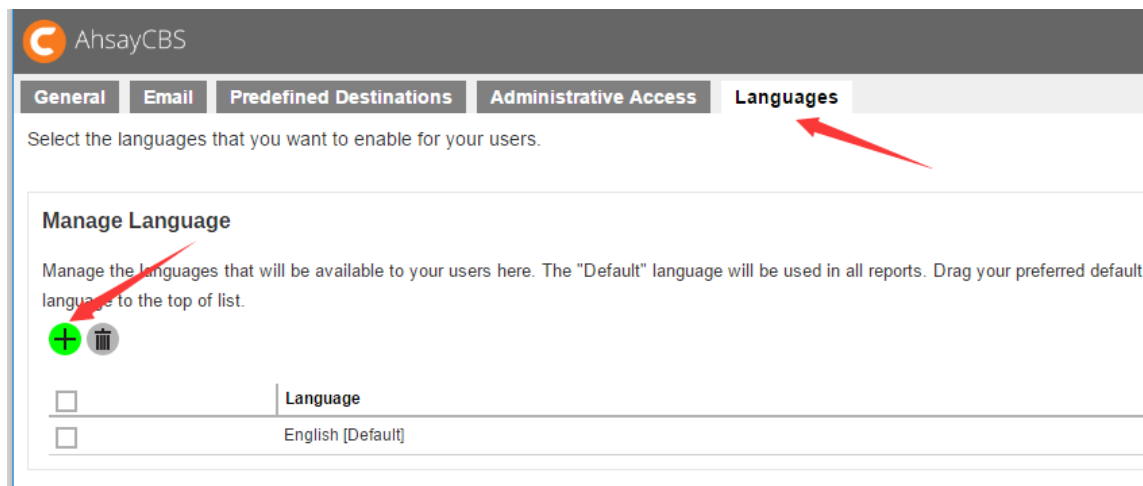 AhsayCBS
General Email Predefined Destinations Administrative Access Languages
Select the languages that you want to enable for your users.
Manage Language
Manage the languages that will be available to your users here. The "Default" language will be used in all reports. Drag your preferred default
language to the top of list.
Language
English [Default]